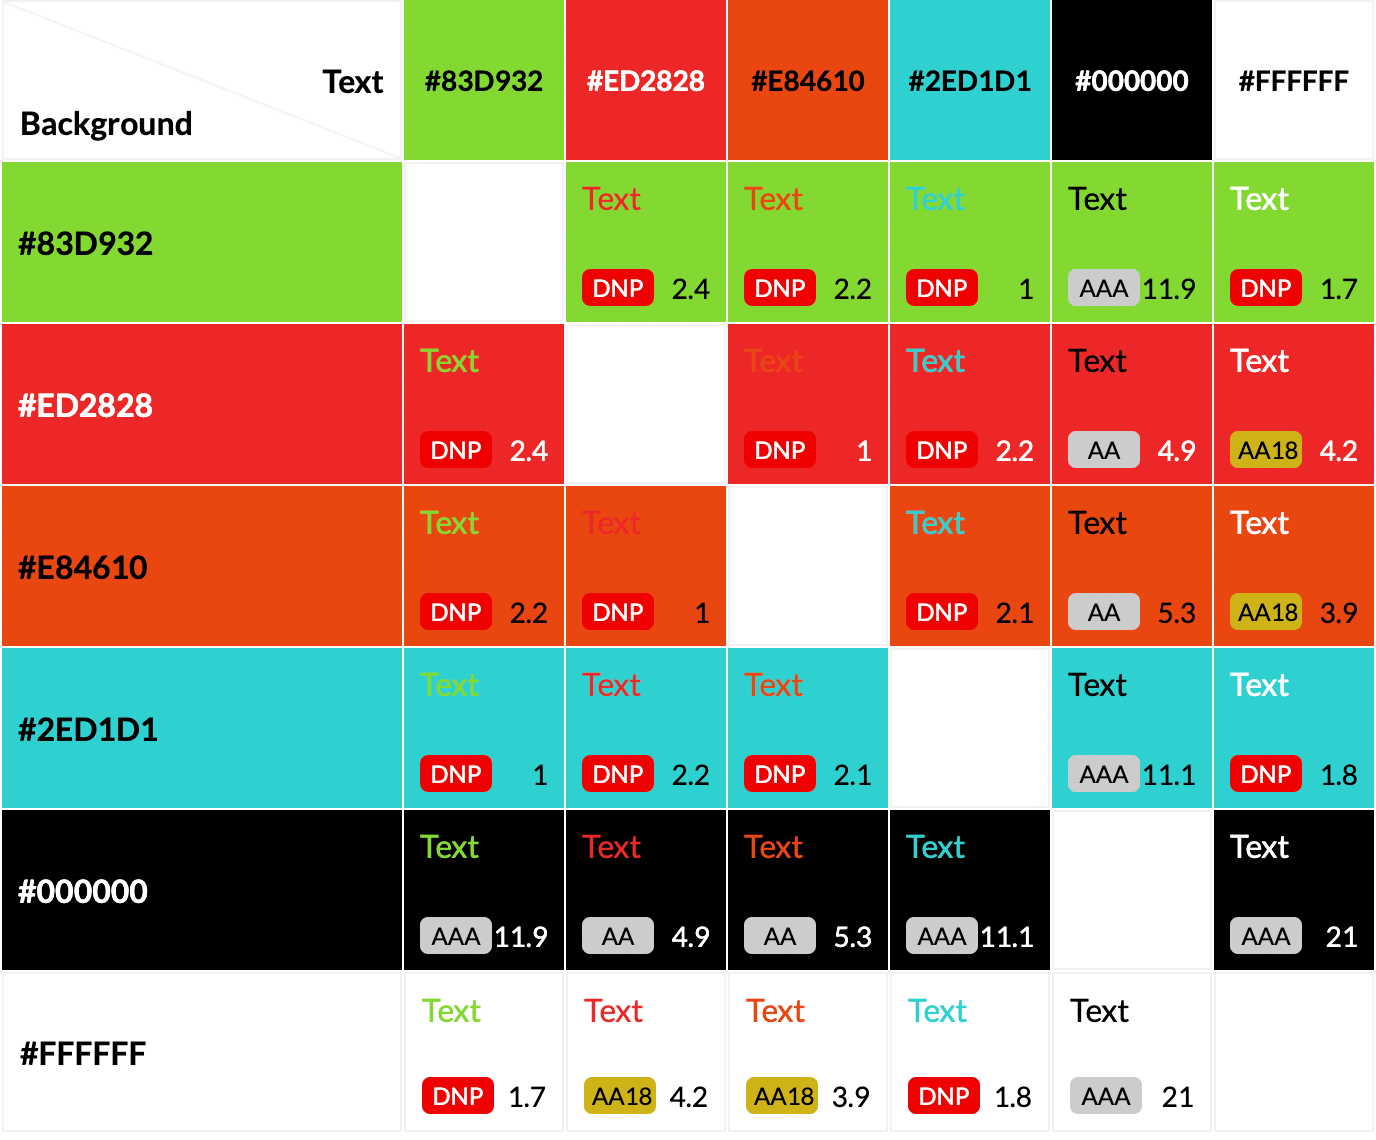 Text
Background
#83D932 #ED2828 #E84610 #2ED1D1 #000000 #FFFFFF
#83D932
Text Text Text Text Text
DNP 2.4 DNP 2.2 DNP 1 AAA 11.9 DNP 1.7
#ED2828
Text Text Text Text Text
DNP 2.4 DNP 1 DNP 2.2 AA 4.9 AA18 4.2
#E84610
Text Text Text Text Text
DNP 2.2 DNP 1 DNP 2.1 AA 5.3 AA18 3.9
#2ED1D1
Text Text Text Text Text
DNP 1 DNP 2.2 DNP 2.1 AAA 11.1 DNP 1.8
#000000
Text Text Text Text Text
AAA 11.9 AA 4.9 AA 5.3 AAA 11.1 AAA 21
#FFFFFF
Text Text Text Text Text
DNP 1.7 AA18 4.2 AA18 3.9 DNP 1.8 AAA 21